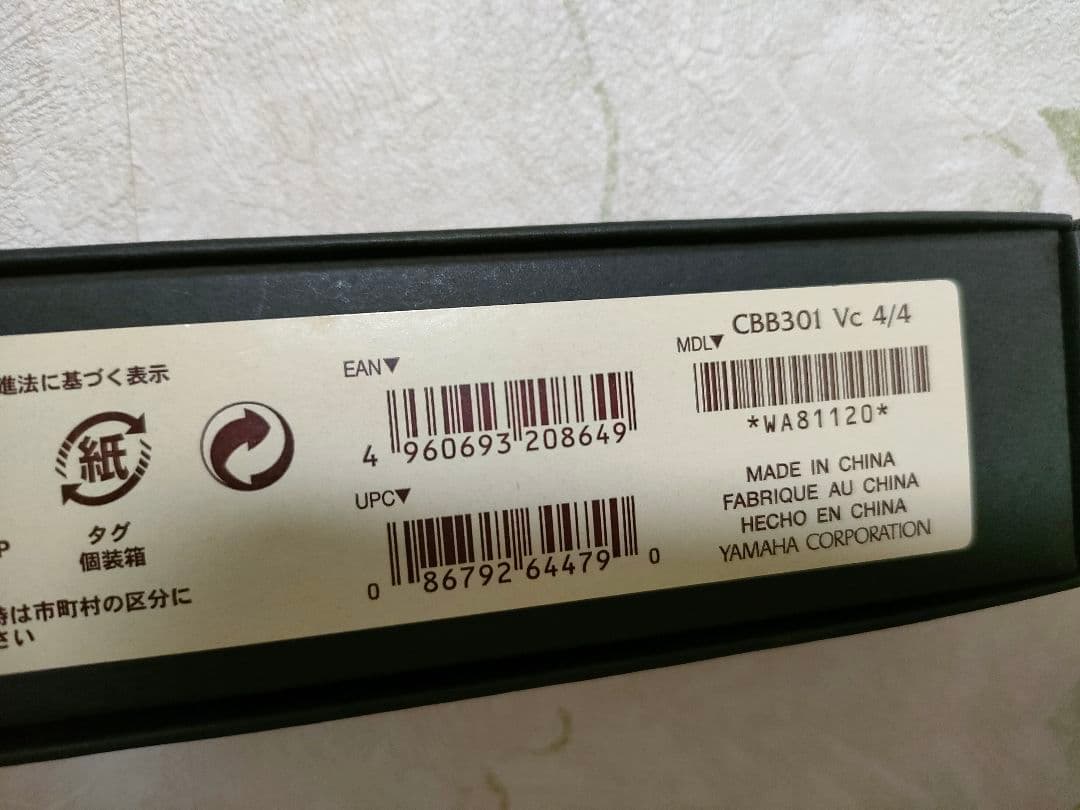 進法に基づく表示
紙
タグ
個装箱
P
時は市町村の区分に
さい
EAN▼
4 960693 208649
UPC▼
0 86792 64479 0
CBB301 Vc 4/4
MDL▼
*WA81120*
MADE IN CHINA
FABRIQUE AU CHINA
HECHO EN CHINA
YAMAHA CORPORATION